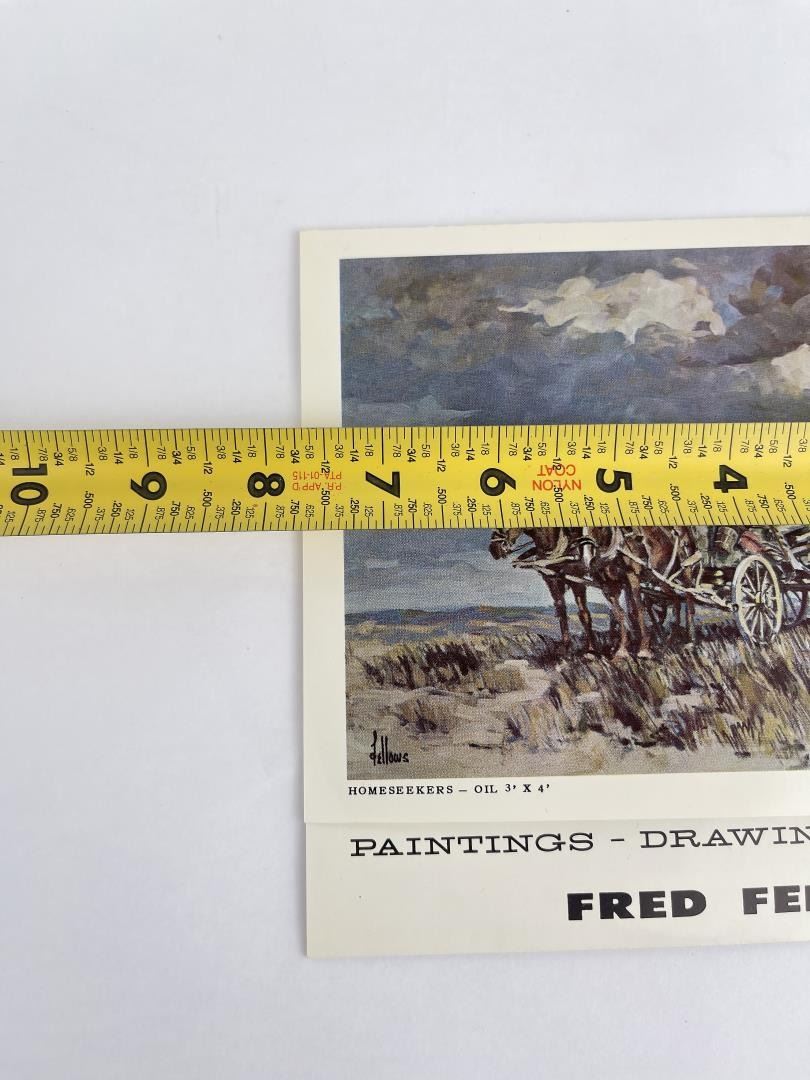 10 9 8 7 6 5 4
P.R. APP'D
PTA-01-115
NYLON
COAT
Fellows
HOMESEEKERS – OIL 3' X 4'
PAINTINGS - DRAWIN
FRED FE